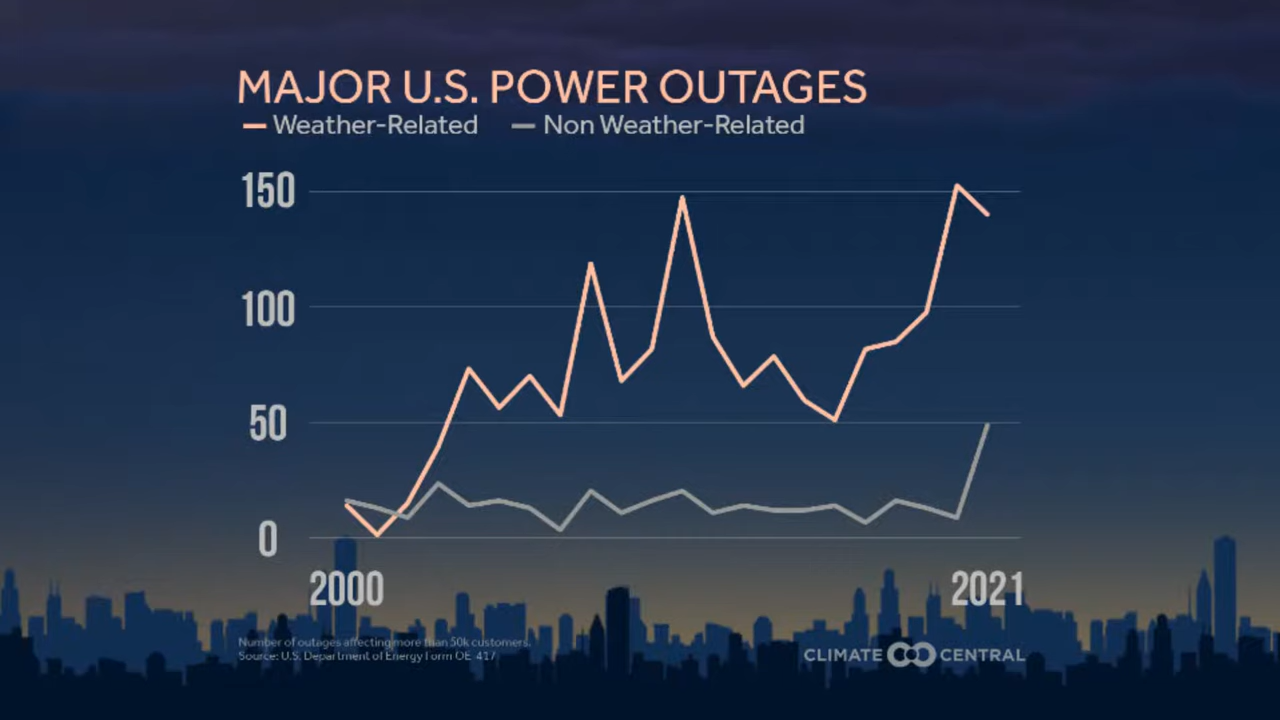 MAJOR U.S. POWER OUTAGES
Weather-Related Non Weather-Related
150
100
50
0
2000 2021
Number of outages affecting more than 50k customers.
Source: U.S. Department of Energy Form OE-417
CLIMATE CENTRAL